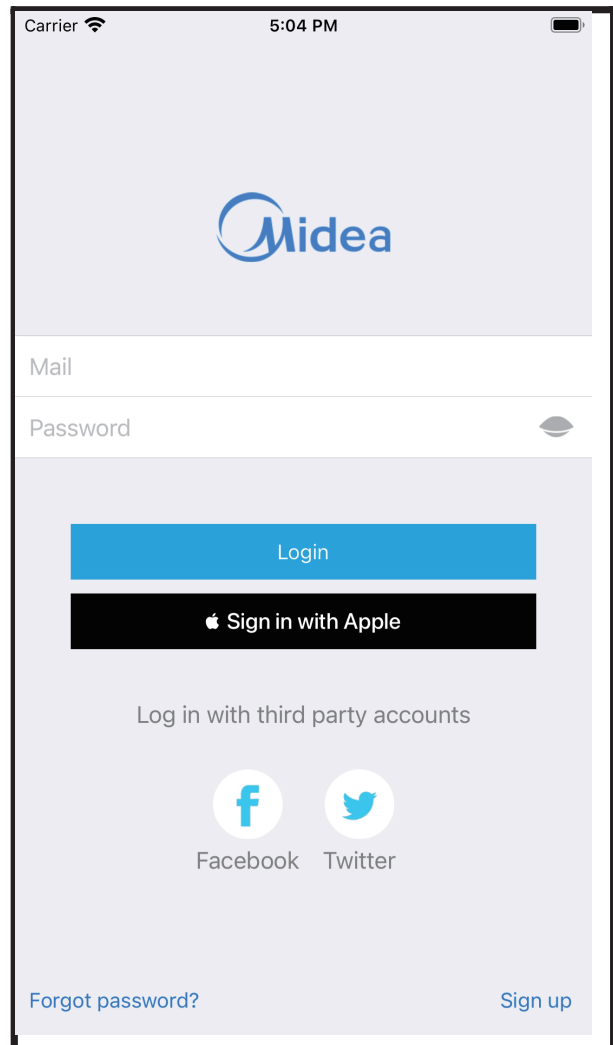 Carrier 5:04 PM
Midea
Mail
Password
Login
Sign in with Apple
Log in with third party accounts
Facebook Twitter
Forgot password? Sign up